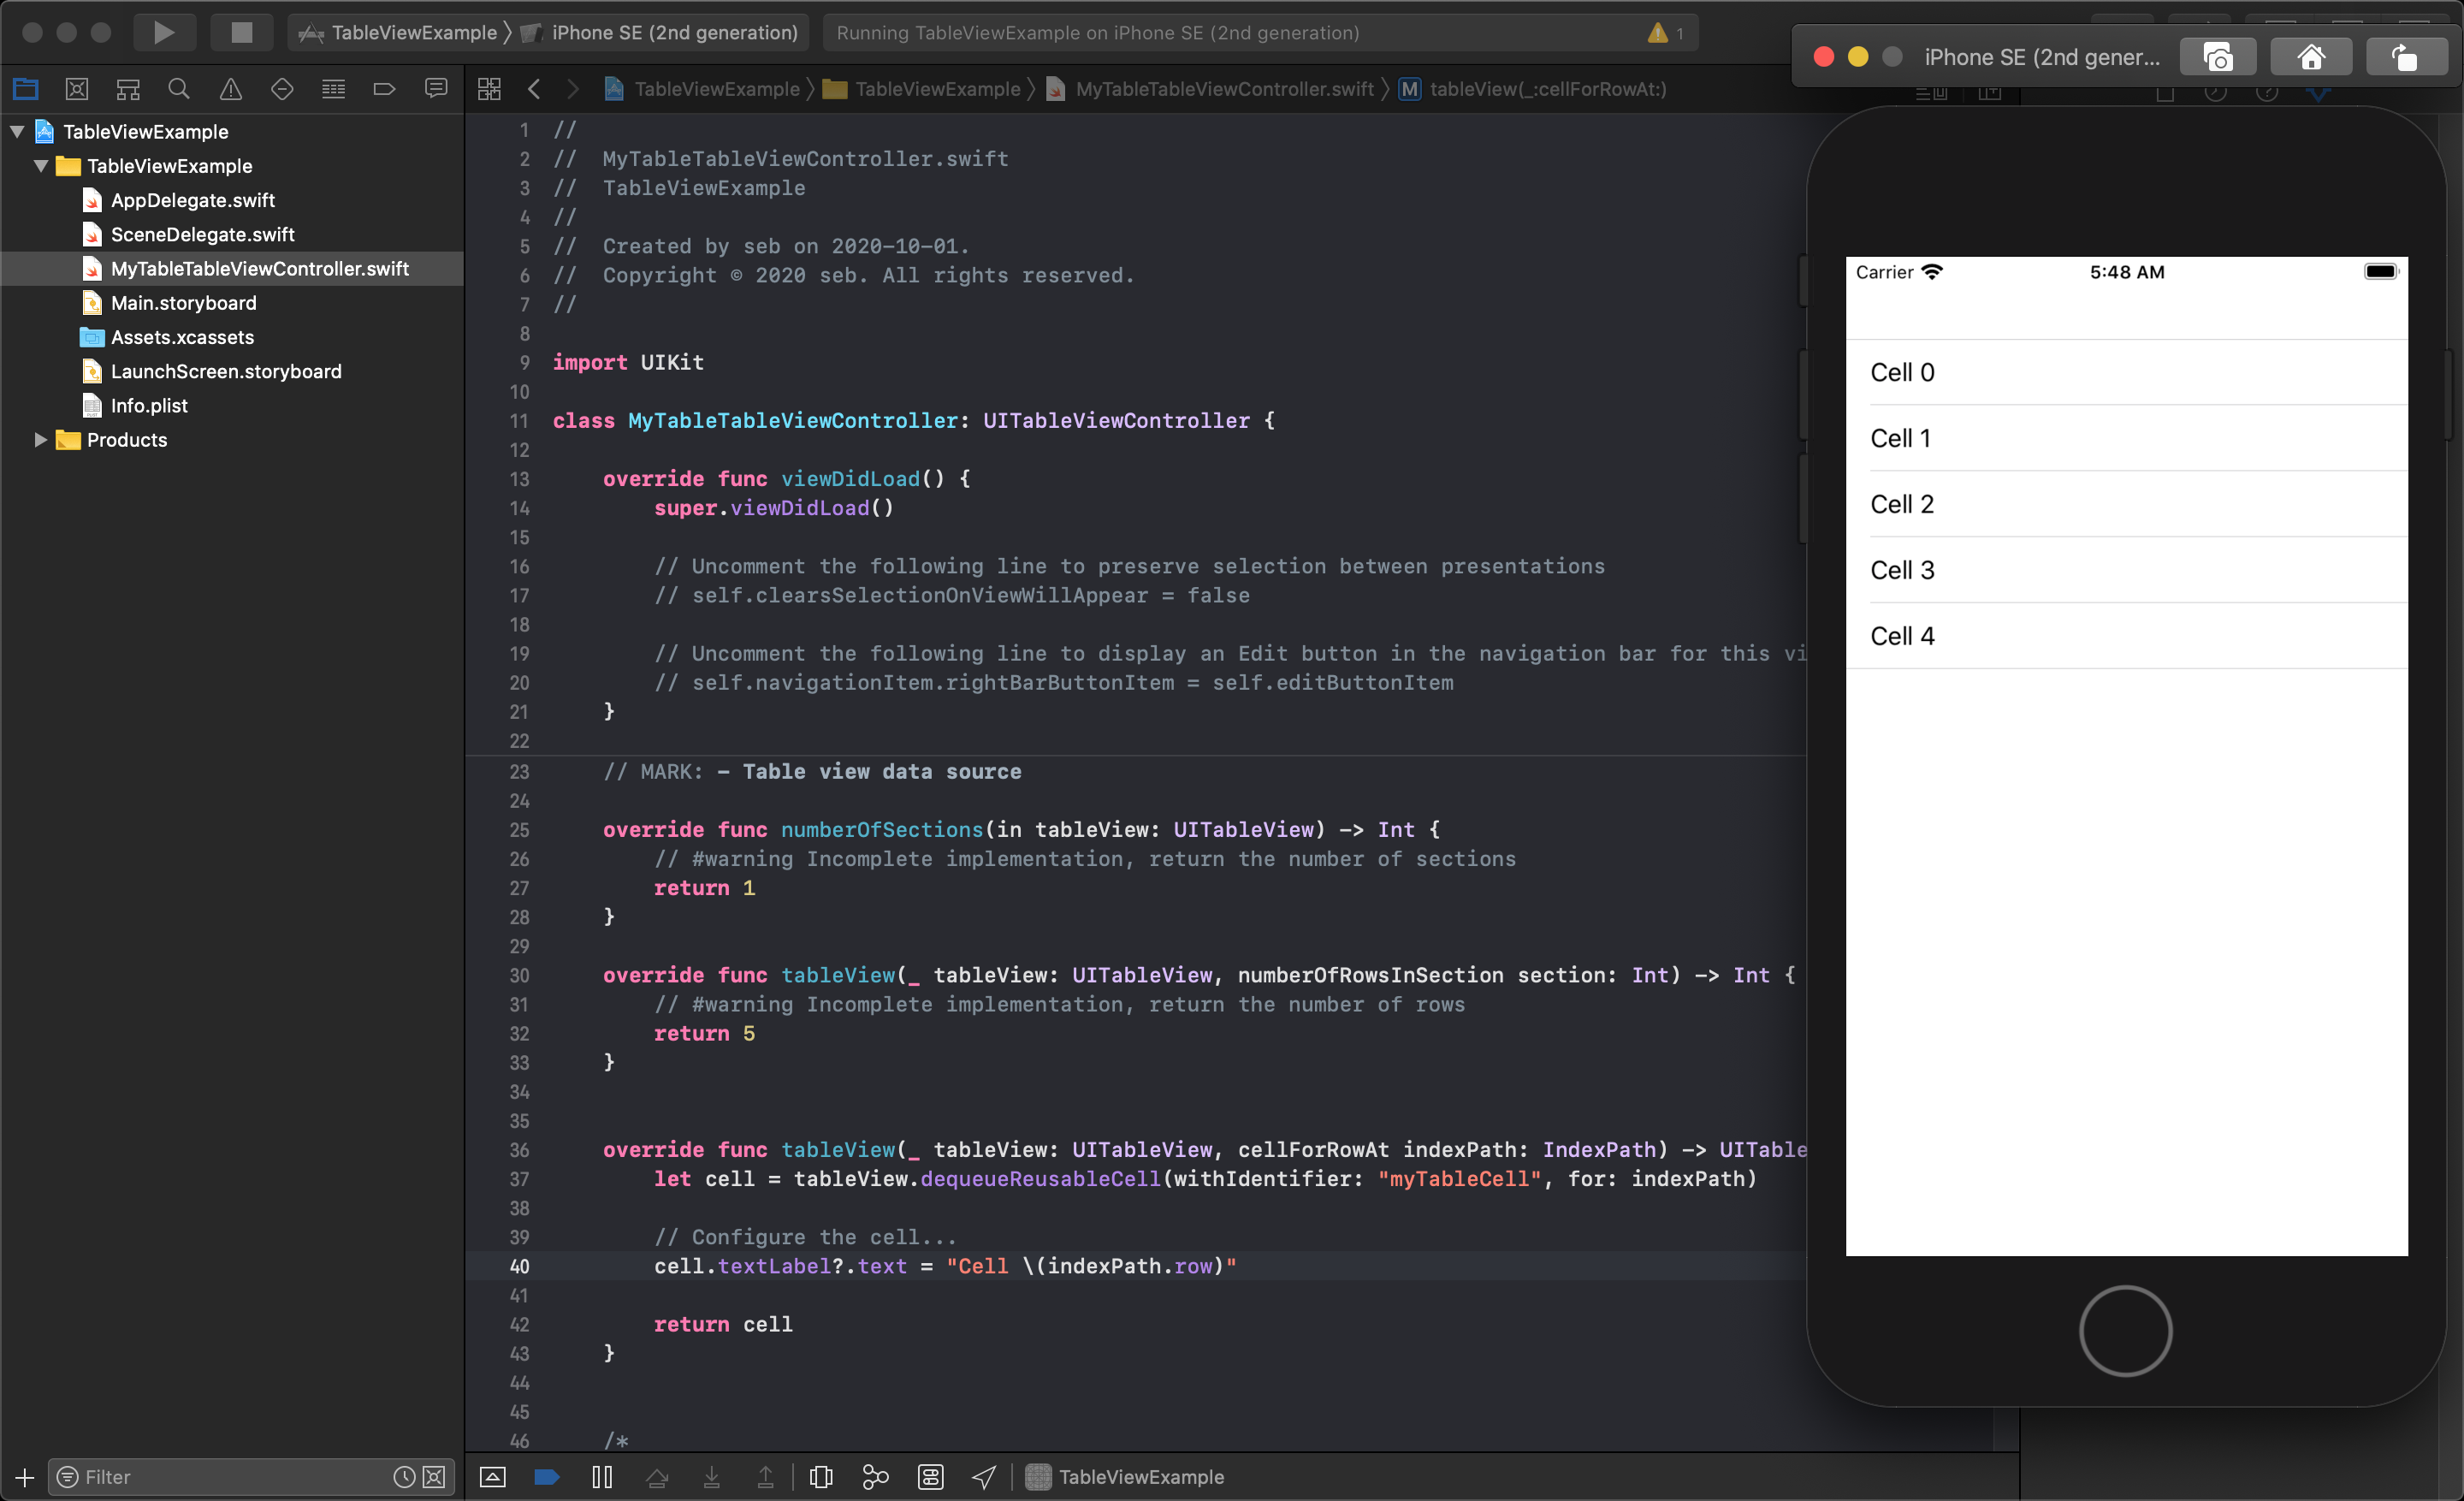 TableViewExample 〉 iPhone SE (2nd generation)
Running TableViewExample on iPhone SE (2nd generation)
1
iPhone SE (2nd gener...
TableViewExample 〉 TableViewExample 〉 MyTableTableViewController.swift 〉 M tableView(_:cellForRowAt:)
TableViewExample
TableViewExample
AppDelegate.swift
SceneDelegate.swift
MyTableTableViewController.swift
Main.storyboard
Assets.xcassets
LaunchScreen.storyboard
Info.plist
Products
Filter
1 //
2 //  MyTableTableViewController.swift
3 //  TableViewExample
4 //
5 //  Created by seb on 2020-10-01.
6 //  Copyright © 2020 seb. All rights reserved.
7 //
8
9 import UIKit
10
11 class MyTableTableViewController: UITableViewController {
12
13     override func viewDidLoad() {
14         super.viewDidLoad()
15
16         // Uncomment the following line to preserve selection between presentations
17         // self.clearsSelectionOnViewWillAppear = false
18
19         // Uncomment the following line to display an Edit button in the navigation bar for this vi
20         // self.navigationItem.rightBarButtonItem = self.editButtonItem
21     }
22
23     // MARK: - Table view data source
24
25     override func numberOfSections(in tableView: UITableView) -> Int {
26         // #warning Incomplete implementation, return the number of sections
27         return 1
28     }
29
30     override func tableView(_ tableView: UITableView, numberOfRowsInSection section: Int) -> Int {
31         // #warning Incomplete implementation, return the number of rows
32         return 5
33     }
34
35
36     override func tableView(_ tableView: UITableView, cellForRowAt indexPath: IndexPath) -> UITable
37         let cell = tableView.dequeueReusableCell(withIdentifier: "myTableCell", for: indexPath)
38
39         // Configure the cell...
40         cell.textLabel?.text = "Cell \(indexPath.row)"
41
42         return cell
43     }
44
45
46     /*
TableViewExample
Carrier 5:48 AM
Cell 0
Cell 1
Cell 2
Cell 3
Cell 4